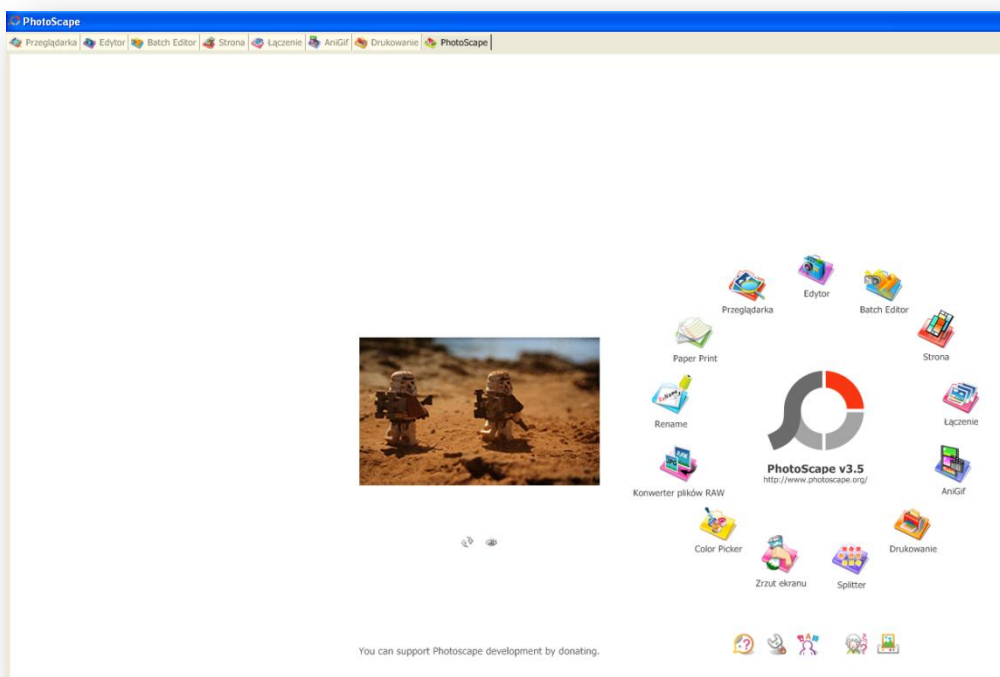 PhotoScape
Przeglądarka Edytor Batch Editor Strona Łączenie AniGif Drukowanie PhotoScape
Edytor
Przeglądarka
Batch Editor
Paper Print
Strona
Rename
Łączenie
PhotoScape v3.5
http://www.photoscape.org/
Konwerter plików RAW
AniGif
Color Picker
Drukowanie
Zrzut ekranu
Splitter
You can support Photoscape development by donating.